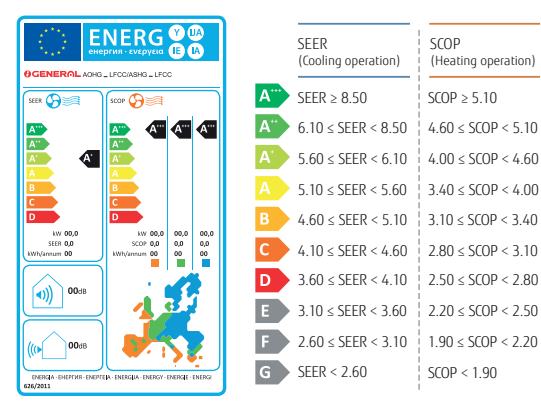 ENERG
Y IJA
IE IA
енергия · ενεργεια
GENERAL AOHG _ LFCC/ASHG _ LFCC
SEER
SCOP
A+++
A++
A+
A
B
C
D
A+
A+++
A++
A+
A
B
C
D
A+++ A+++ A+++
kW 00,0
SEER 0,0
kWh/annum 00
kW 00,0 00,0 00,0
SCOP 0,0 0,0 0,0
kWh/annum 00 00 00
00dB
00dB
ENERGIA · ЕНЕРГИЯ · ΕΝΕΡΓΕΙΑ · ENERGIJA · ENERGY · ENERGIE · ENERGI
626/2011
SEER
(Cooling operation)
SCOP
(Heating operation)
A+++ SEER ≥ 8.50 SCOP ≥ 5.10
A++ 6.10 ≤ SEER < 8.50 4.60 ≤ SCOP < 5.10
A+ 5.60 ≤ SEER < 6.10 4.00 ≤ SCOP < 4.60
A 5.10 ≤ SEER < 5.60 3.40 ≤ SCOP < 4.00
B 4.60 ≤ SEER < 5.10 3.10 ≤ SCOP < 3.40
C 4.10 ≤ SEER < 4.60 2.80 ≤ SCOP < 3.10
D 3.60 ≤ SEER < 4.10 2.50 ≤ SCOP < 2.80
E 3.10 ≤ SEER < 3.60 2.20 ≤ SCOP < 2.50
F 2.60 ≤ SEER < 3.10 1.90 ≤ SCOP < 2.20
G SEER < 2.60 SCOP < 1.90